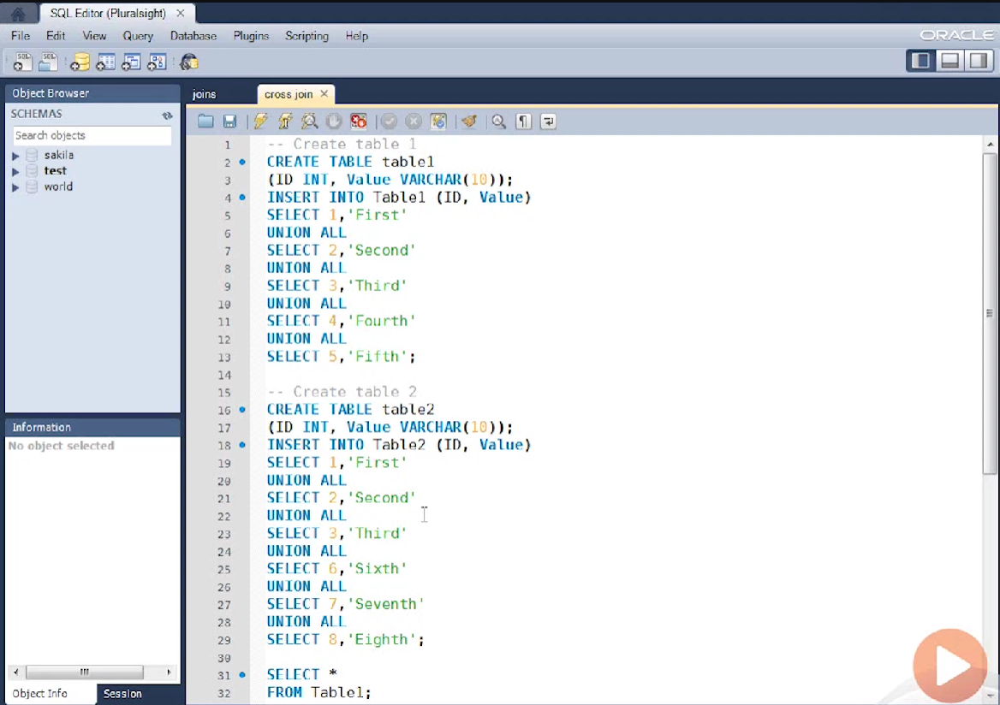 SQL Editor (Pluralsight)
File Edit View Query Database Plugins Scripting Help
ORACLE
SQL SQL
Object Browser
joins
cross join
SCHEMAS
Search objects
sakila
test
world
1 -- Create table 1
2 CREATE TABLE table1
3 (ID INT, Value VARCHAR(10));
4 INSERT INTO Table1 (ID, Value)
5 SELECT 1,'First'
6 UNION ALL
7 SELECT 2,'Second'
8 UNION ALL
9 SELECT 3,'Third'
10 UNION ALL
11 SELECT 4,'Fourth'
12 UNION ALL
13 SELECT 5,'Fifth';
14
15 -- Create table 2
16 CREATE TABLE table2
17 (ID INT, Value VARCHAR(10));
18 INSERT INTO Table2 (ID, Value)
19 SELECT 1,'First'
20 UNION ALL
21 SELECT 2,'Second'
22 UNION ALL
23 SELECT 3,'Third'
24 UNION ALL
25 SELECT 6,'Sixth'
26 UNION ALL
27 SELECT 7,'Seventh'
28 UNION ALL
29 SELECT 8,'Eighth';
30
31 SELECT *
32 FROM Table1;
Information
No object selected
Object Info Session